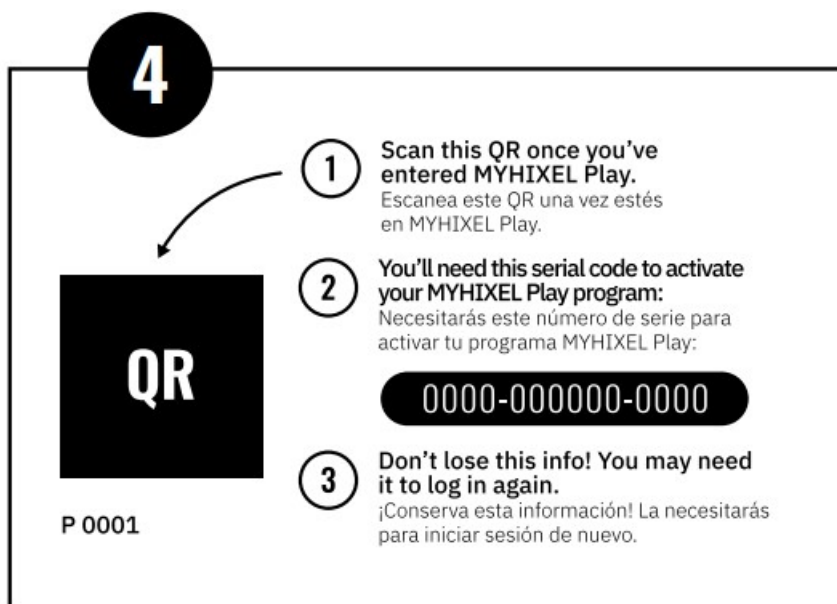 4
1
Scan this QR once you’ve
entered MYHIXEL Play.
Escanea este QR una vez estés
en MYHIXEL Play.
2
You’ll need this serial code to activate
your MYHIXEL Play program:
Necesitarás este número de serie para
activar tu programa MYHIXEL Play:
0000-000000-0000
3
Don’t lose this info! You may need
it to log in again.
¡Conserva esta información! La necesitarás
para iniciar sesión de nuevo.
QR
P 0001